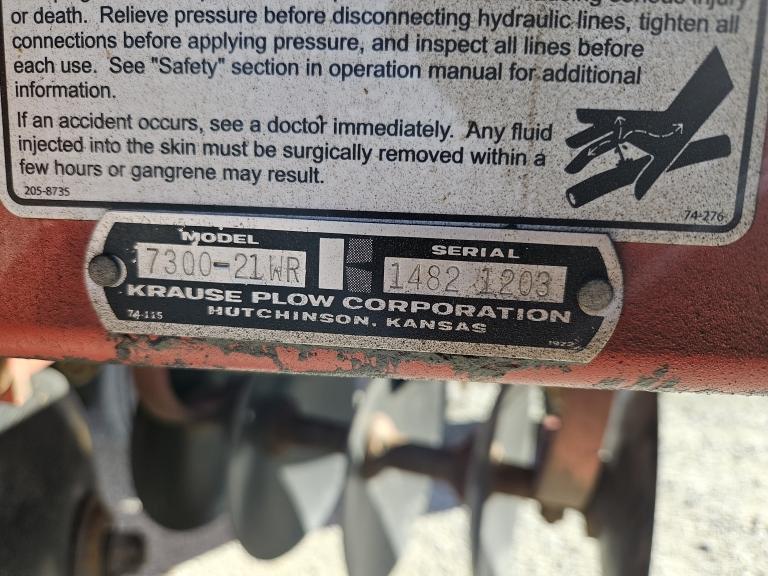 or death. Relieve pressure before disconnecting hydraulic lines, tighten all
connections before applying pressure, and inspect all lines before
each use. See "Safety" section in operation manual for additional
information.
If an accident occurs, see a doctor immediately. Any fluid
injected into the skin must be surgically removed within a
few hours or gangrene may result.
205-8735
74-276
MODEL
7300-21WR
SERIAL
1482 1203
KRAUSE PLOW CORPORATION
74-115
HUTCHINSON, KANSAS